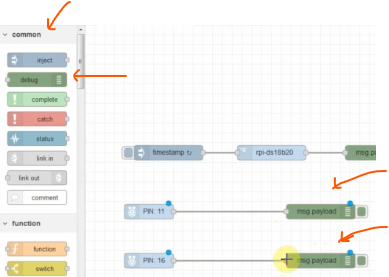 common
inject
debug
complete
catch
status
link in
link out
comment
function
function
switch
timestamp ↻
rpi-ds18b20
msg.p
PIN: 11
msg.payload
PIN: 16
msg.payload